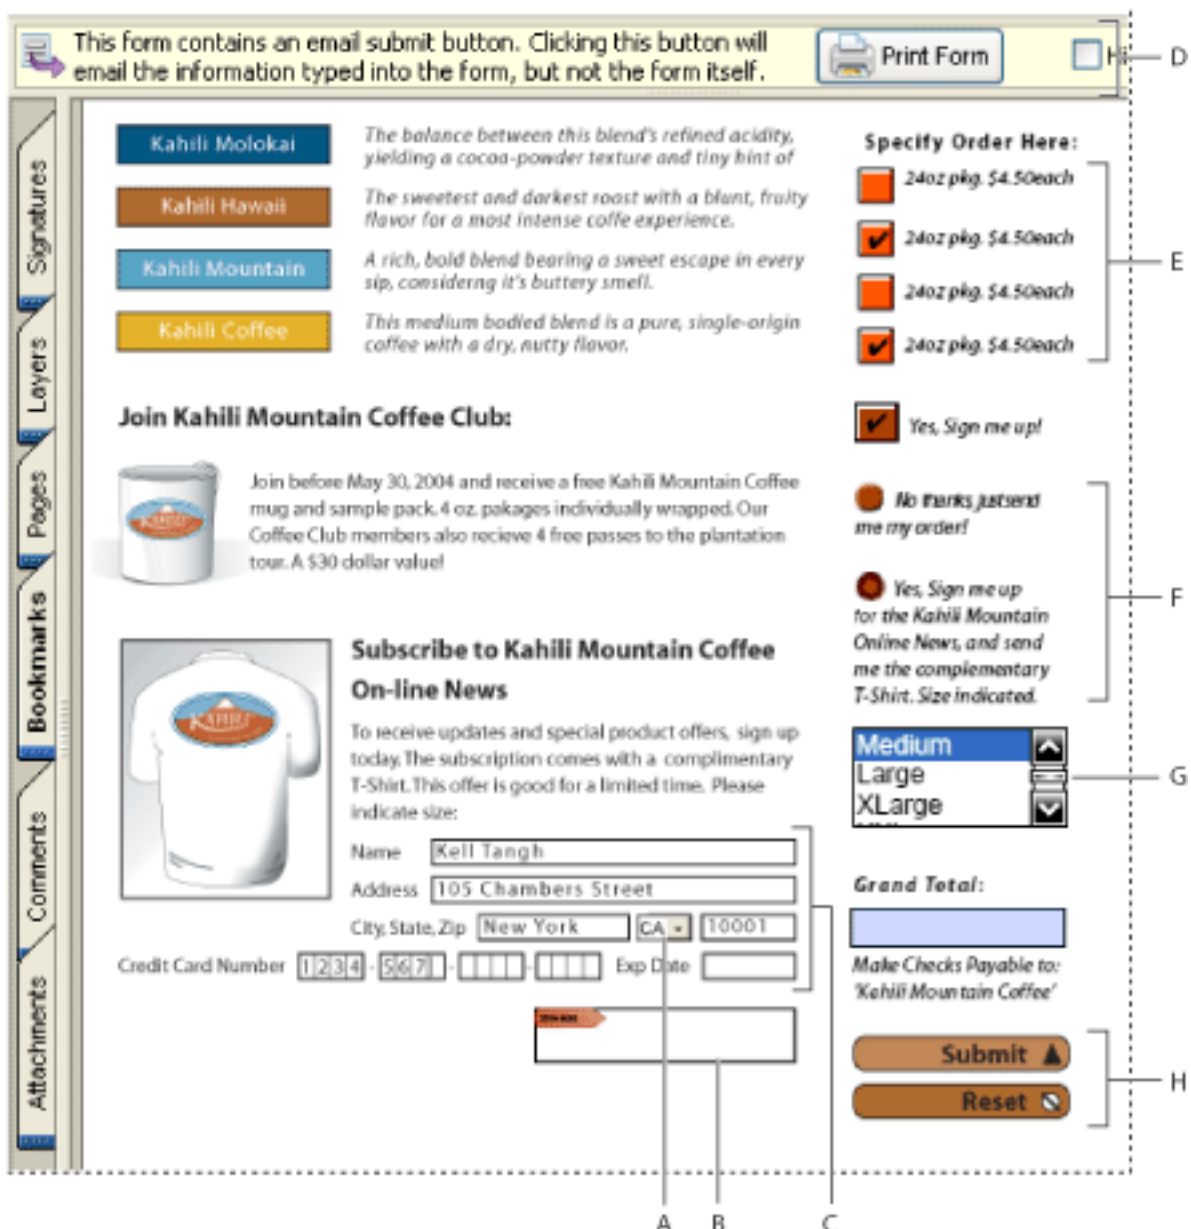 This form contains an email submit button. Clicking this button will
email the information typed into the form, but not the form itself.
Print Form
Hi
D
Signatures
Layers
Pages
Bookmarks
Comments
Attachments
Kahili Molokai
The balance between this blend's refined acidity,
yielding a cocoa-powder texture and tiny hint of
Kahili Hawaii
The sweetest and darkest roast with a blunt, fruity
flavor for a most intense coffe experience.
Kahili Mountain
A rich, bold blend bearing a sweet escape in every
sip, considerng it's buttery smell.
Kahili Coffee
This medium bodied blend is a pure, single-origin
coffee with a dry, nutty flavor.
Specify Order Here:
24oz pkg. $4.50each
24oz pkg. $4.50each
24oz pkg. $4.50each
24oz pkg. $4.50each
E
Yes, Sign me up!
Join Kahili Mountain Coffee Club:
Join before May 30, 2004 and receive a free Kahili Mountain Coffee
mug and sample pack. 4 oz. pakages individually wrapped. Our
Coffee Club members also recieve 4 free passes to the plantation
tour. A $30 dollar value!
KAHILI
No thanks just send
me my order!
Yes, Sign me up
for the Kahili Mountain
Online News, and send
me the complementary
T-Shirt. Size indicated.
F
KAHILI
Subscribe to Kahili Mountain Coffee
On-line News
To receive updates and special product offers, sign up
today. The subscription comes with a complimentary
T-Shirt. This offer is good for a limited time. Please
indicate size:
Medium
Large
XLarge
G
Name Kell Tangh
Address 105 Chambers Street
City, State, Zip New York CA 10001
Credit Card Number 1234 - 567 - - Exp Date
Grand Total:
Make Checks Payable to:
'Kahili Mountain Coffee'
Submit
Reset
H
A B C